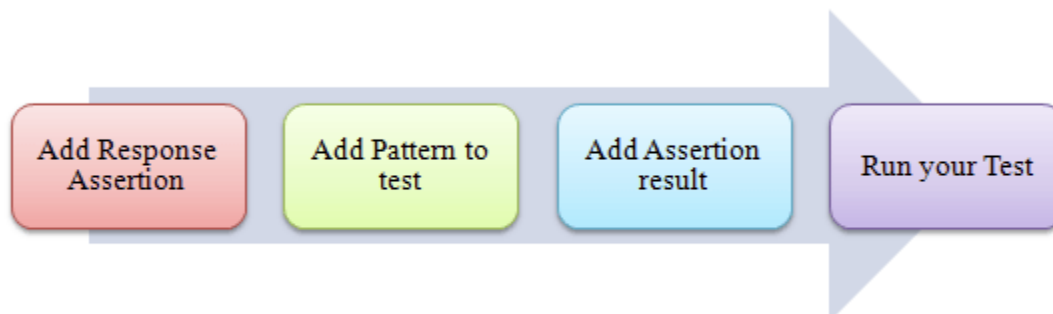 Add Response
Assertion
Add Pattern to
test
Add Assertion
result
Run your Test